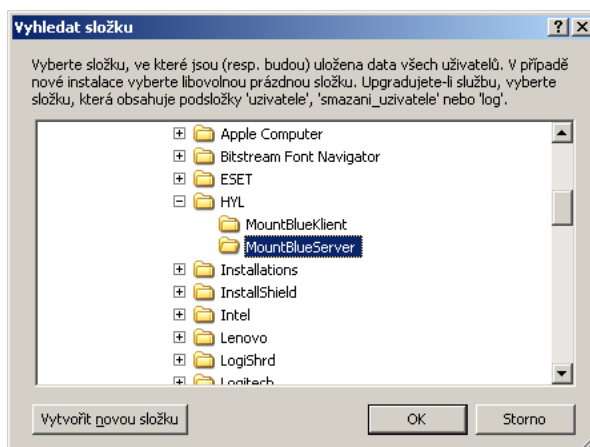 Vyhledat složku
Vyberte složku, ve které jsou (resp. budou) uložena data všech uživatelů. V případě
nové instalace vyberte libovolnou prázdnou složku. Upgradujete-li službu, vyberte
složku, která obsahuje podsložky 'uzivatele', 'smazani_uzivatele' nebo 'log'.
Apple Computer
Bitstream Font Navigator
ESET
HYL
MountBlueKlient
MountBlueServer
Installations
InstallShield
Intel
Lenovo
LogiShrd
Logitech
Vytvořit novou složku
OK
Storno